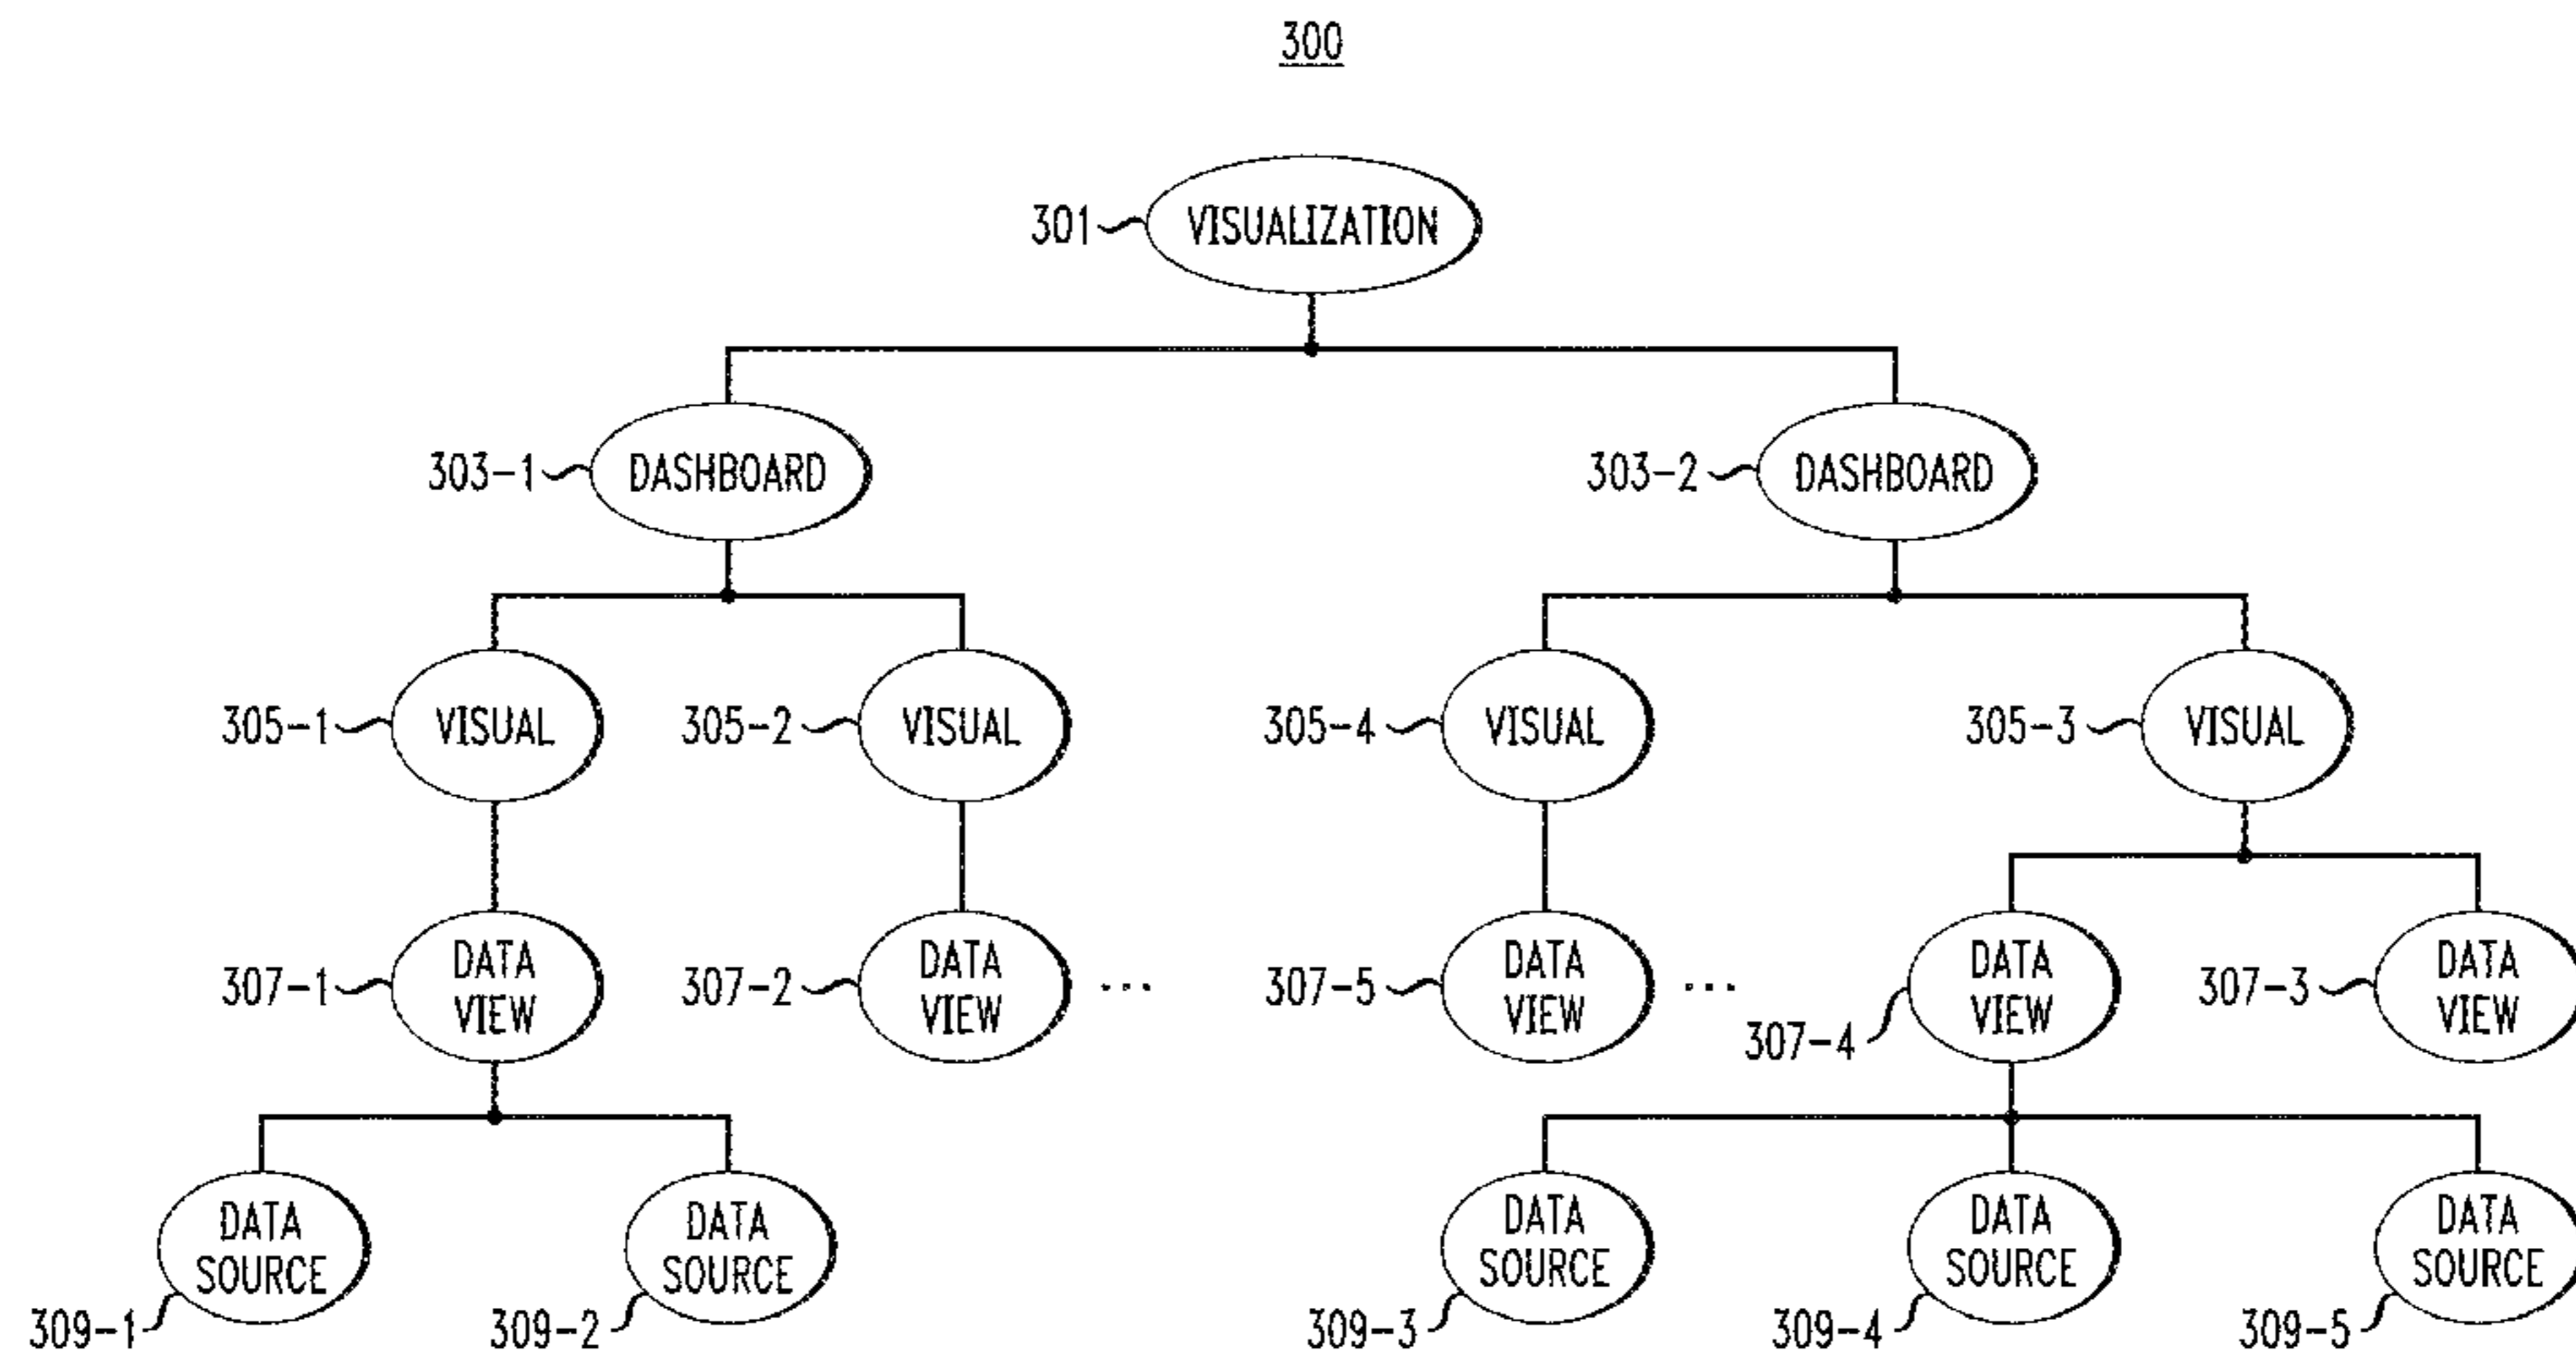 300
301 VISUALIZATION
303-1 DASHBOARD
303-2 DASHBOARD
305-1 VISUAL
305-2 VISUAL
305-4 VISUAL
305-3 VISUAL
307-1 DATA
VIEW
307-2 DATA
VIEW
...
307-5 DATA
VIEW
...
307-4 DATA
VIEW
307-3 DATA
VIEW
DATA
SOURCE
309-1
DATA
SOURCE
309-2
DATA
SOURCE
309-3
DATA
SOURCE
309-4
DATA
SOURCE
309-5